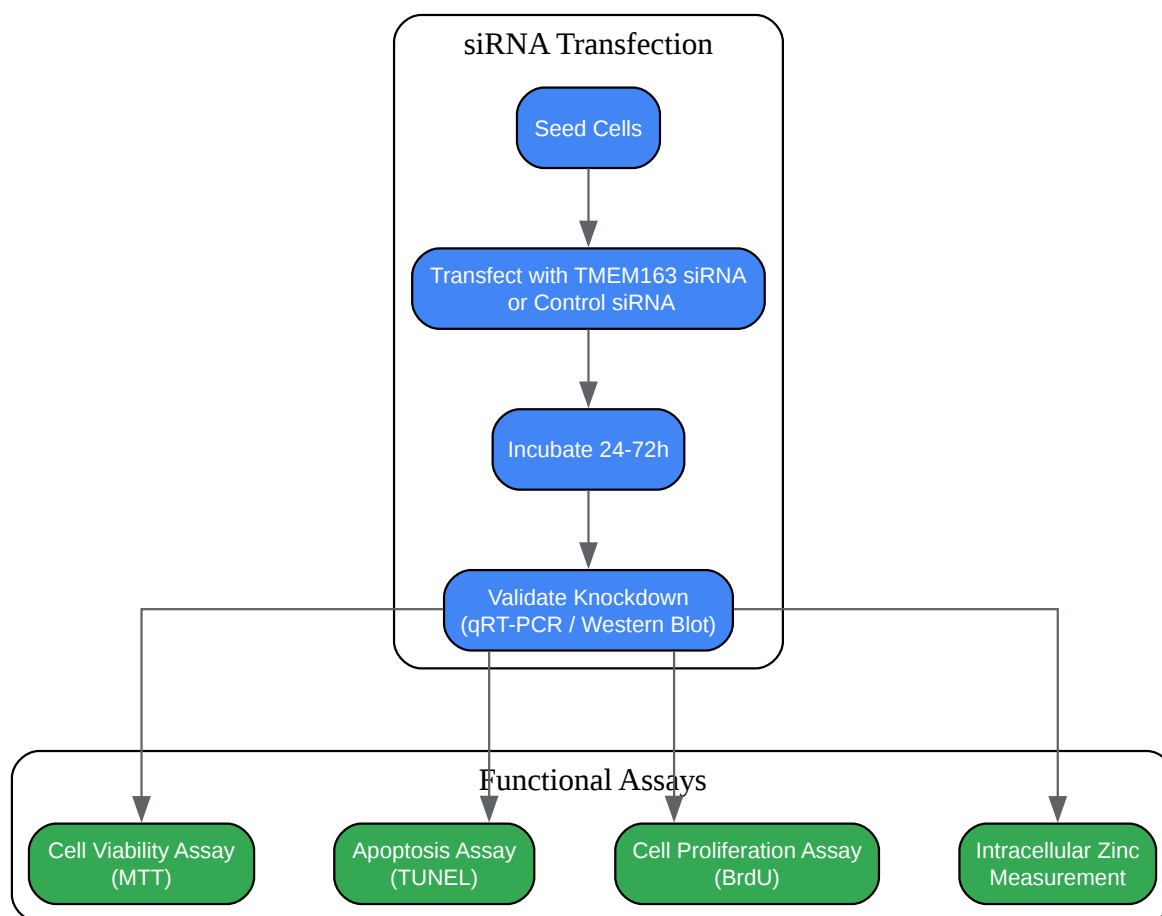 siRNA Transfection
Seed Cells
Transfect with TMEM163 siRNA
or Control siRNA
Incubate 24-72h
Validate Knockdown
(qRT-PCR / Western Blot)
Functional Assays
Cell Viability Assay
(MTT)
Apoptosis Assay
(TUNEL)
Cell Proliferation Assay
(BrdU)
Intracellular Zinc
Measurement